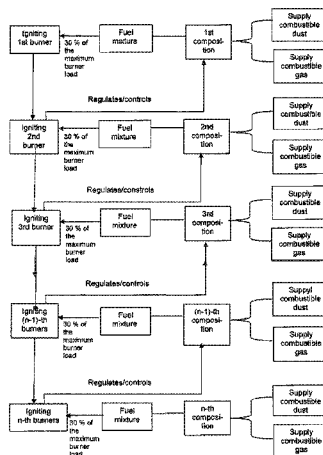 Igniting
1st burner
30 % of
the
maximum
burner
load
Fuel
mixture
1st
composi-
tion
Supply
combustible
dust
Supply
combustible
gas
Regulates/controls
Igniting
2nd
burner
30 % of
the
maximum
burner
load
Fuel
mixture
2nd
composi-
tion
Supply
combustible
dust
Supply
combustible
gas
Regulates/controls
Igniting
3rd burner
30 % of
the
maximum
burner
load
Fuel
mixture
3rd
composi-
tion
Supply
combustible
dust
Supply
combustible
gas
Regulates/controls
Igniting
(n-1)-th
burners
30 % of
the
maximum
burner
load
Fuel
mixture
(n-1)-th
composi-
tion
Supply
combustible
dust
Supply
combustible
gas
Regulates/controls
Igniting
n-th burners
30 % of
the
maximum
burner
load
Fuel
mixture
n-th
composi-
tion
Supply
combustible
dust
Supply
combustible
gas